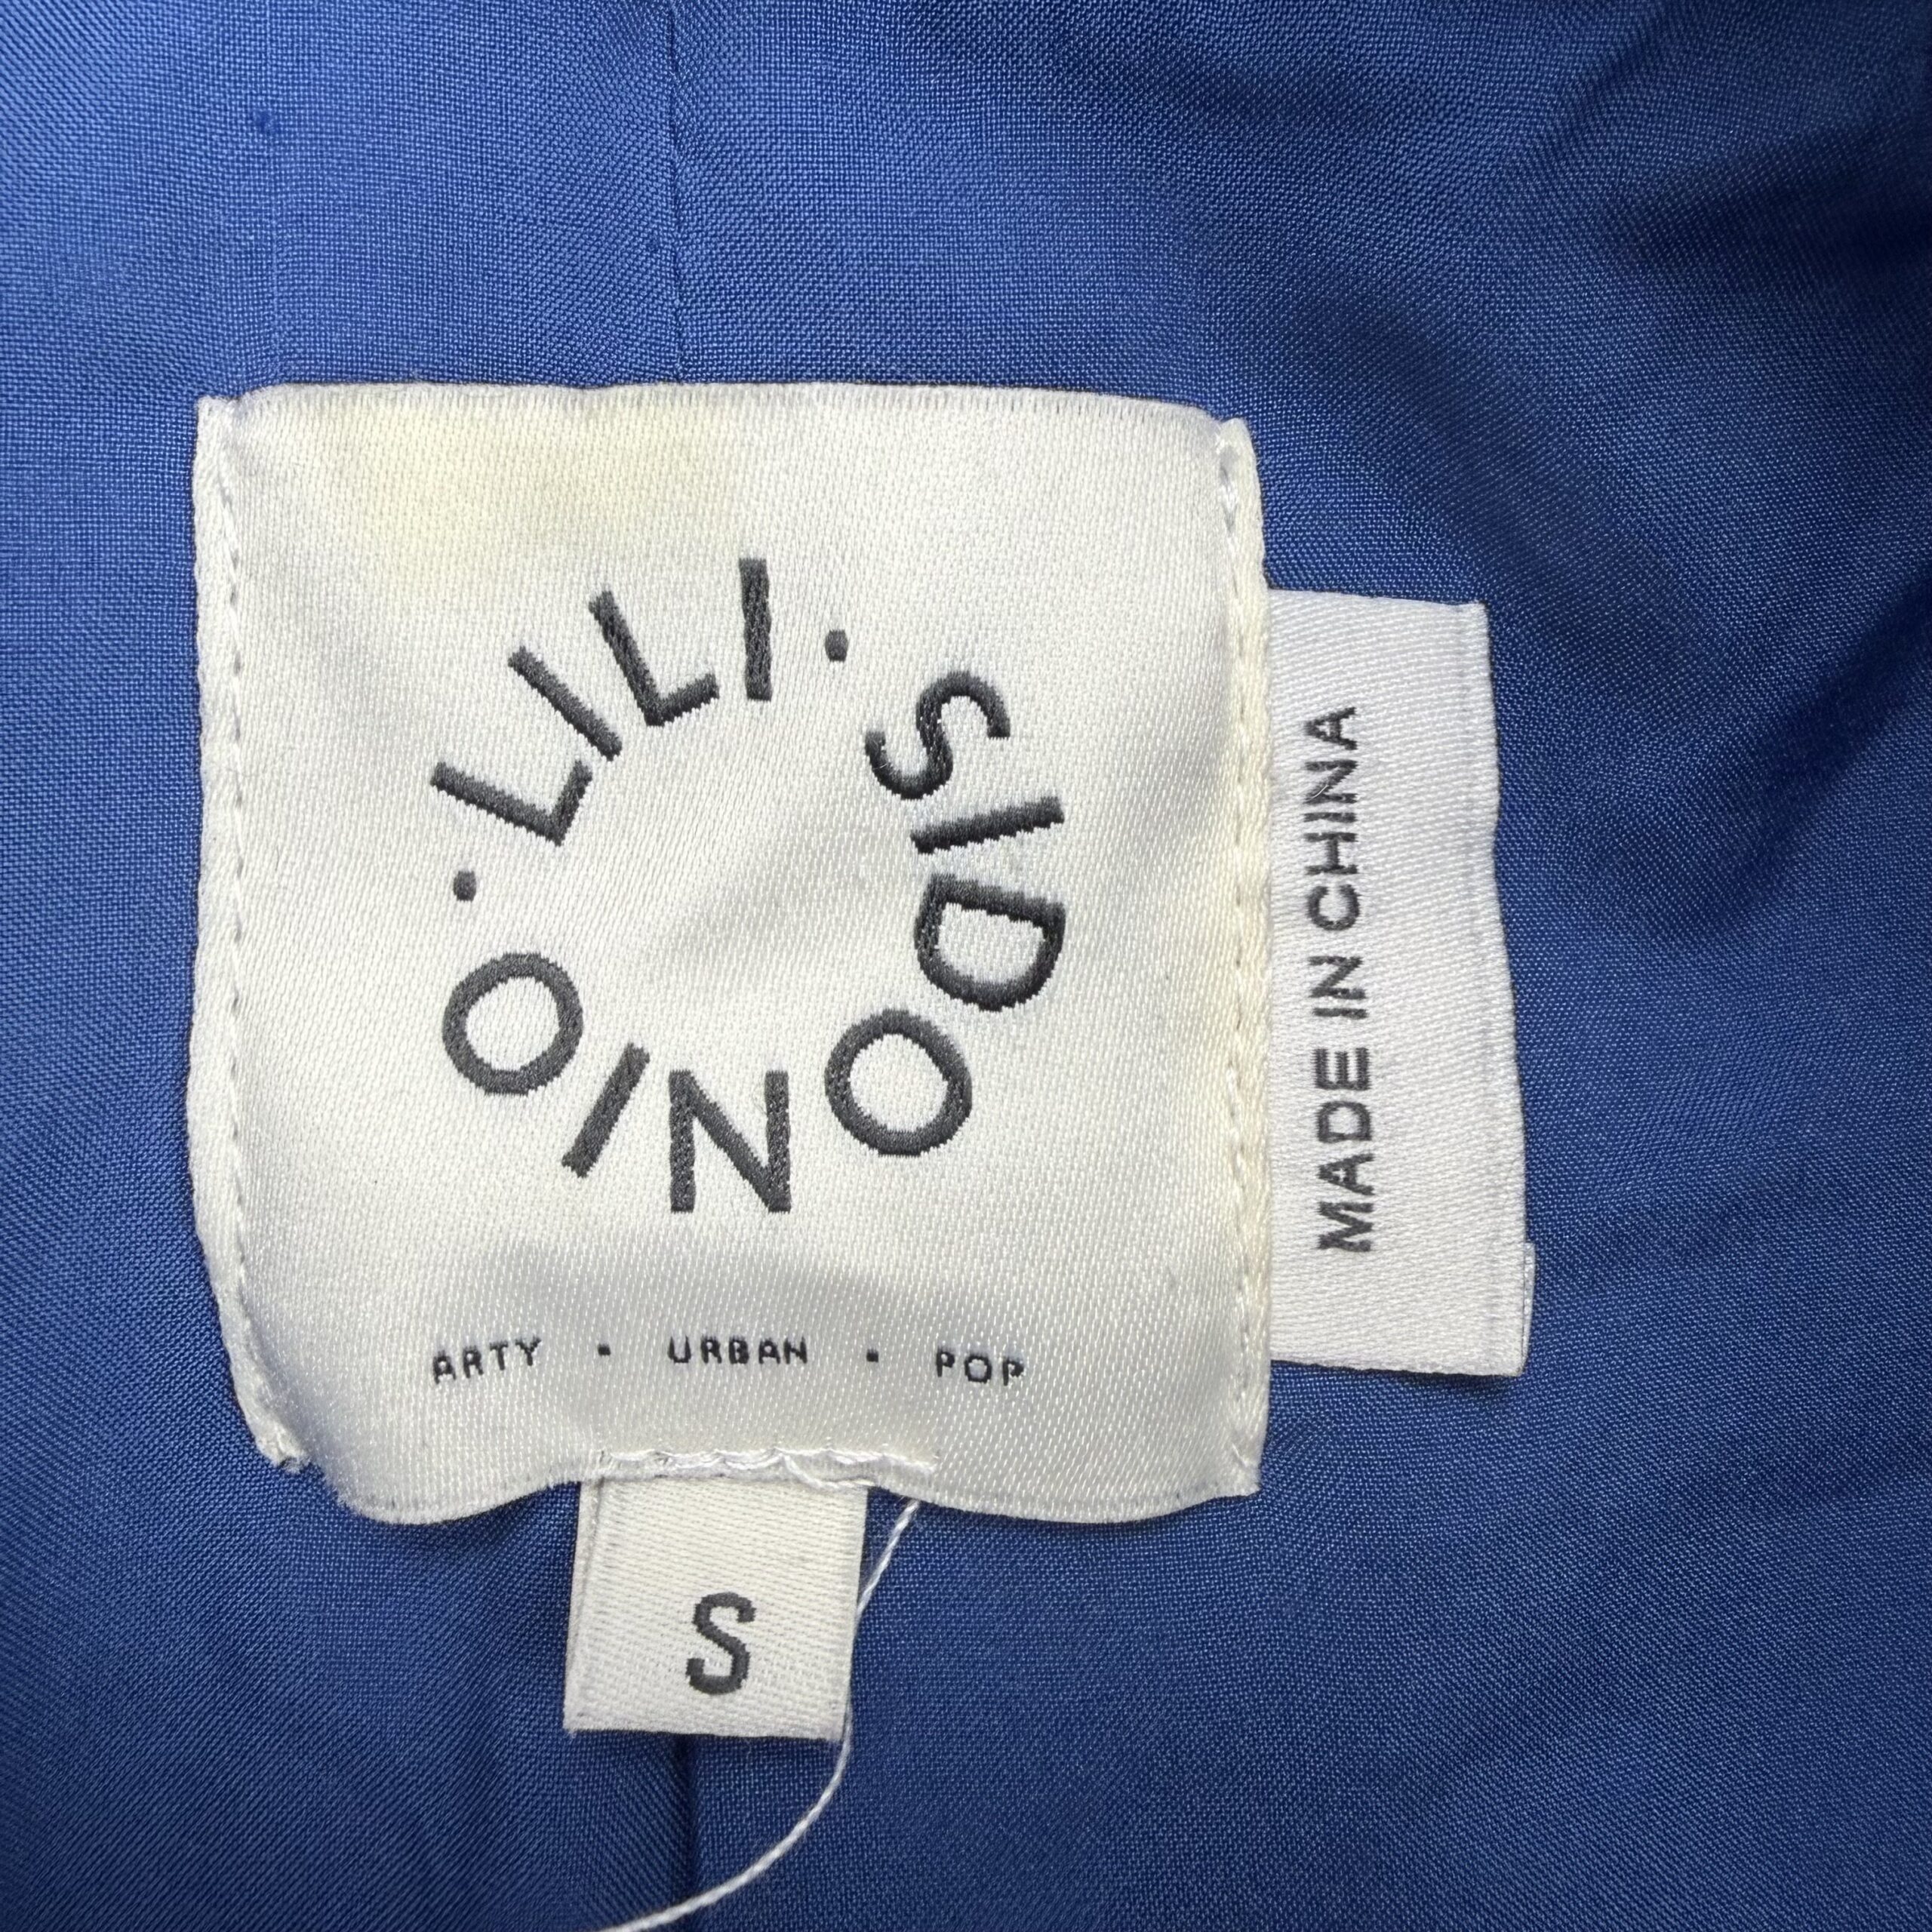 · LILI · SIDONIO
ARTY · URBAN · POP
S
MADE IN CHINA